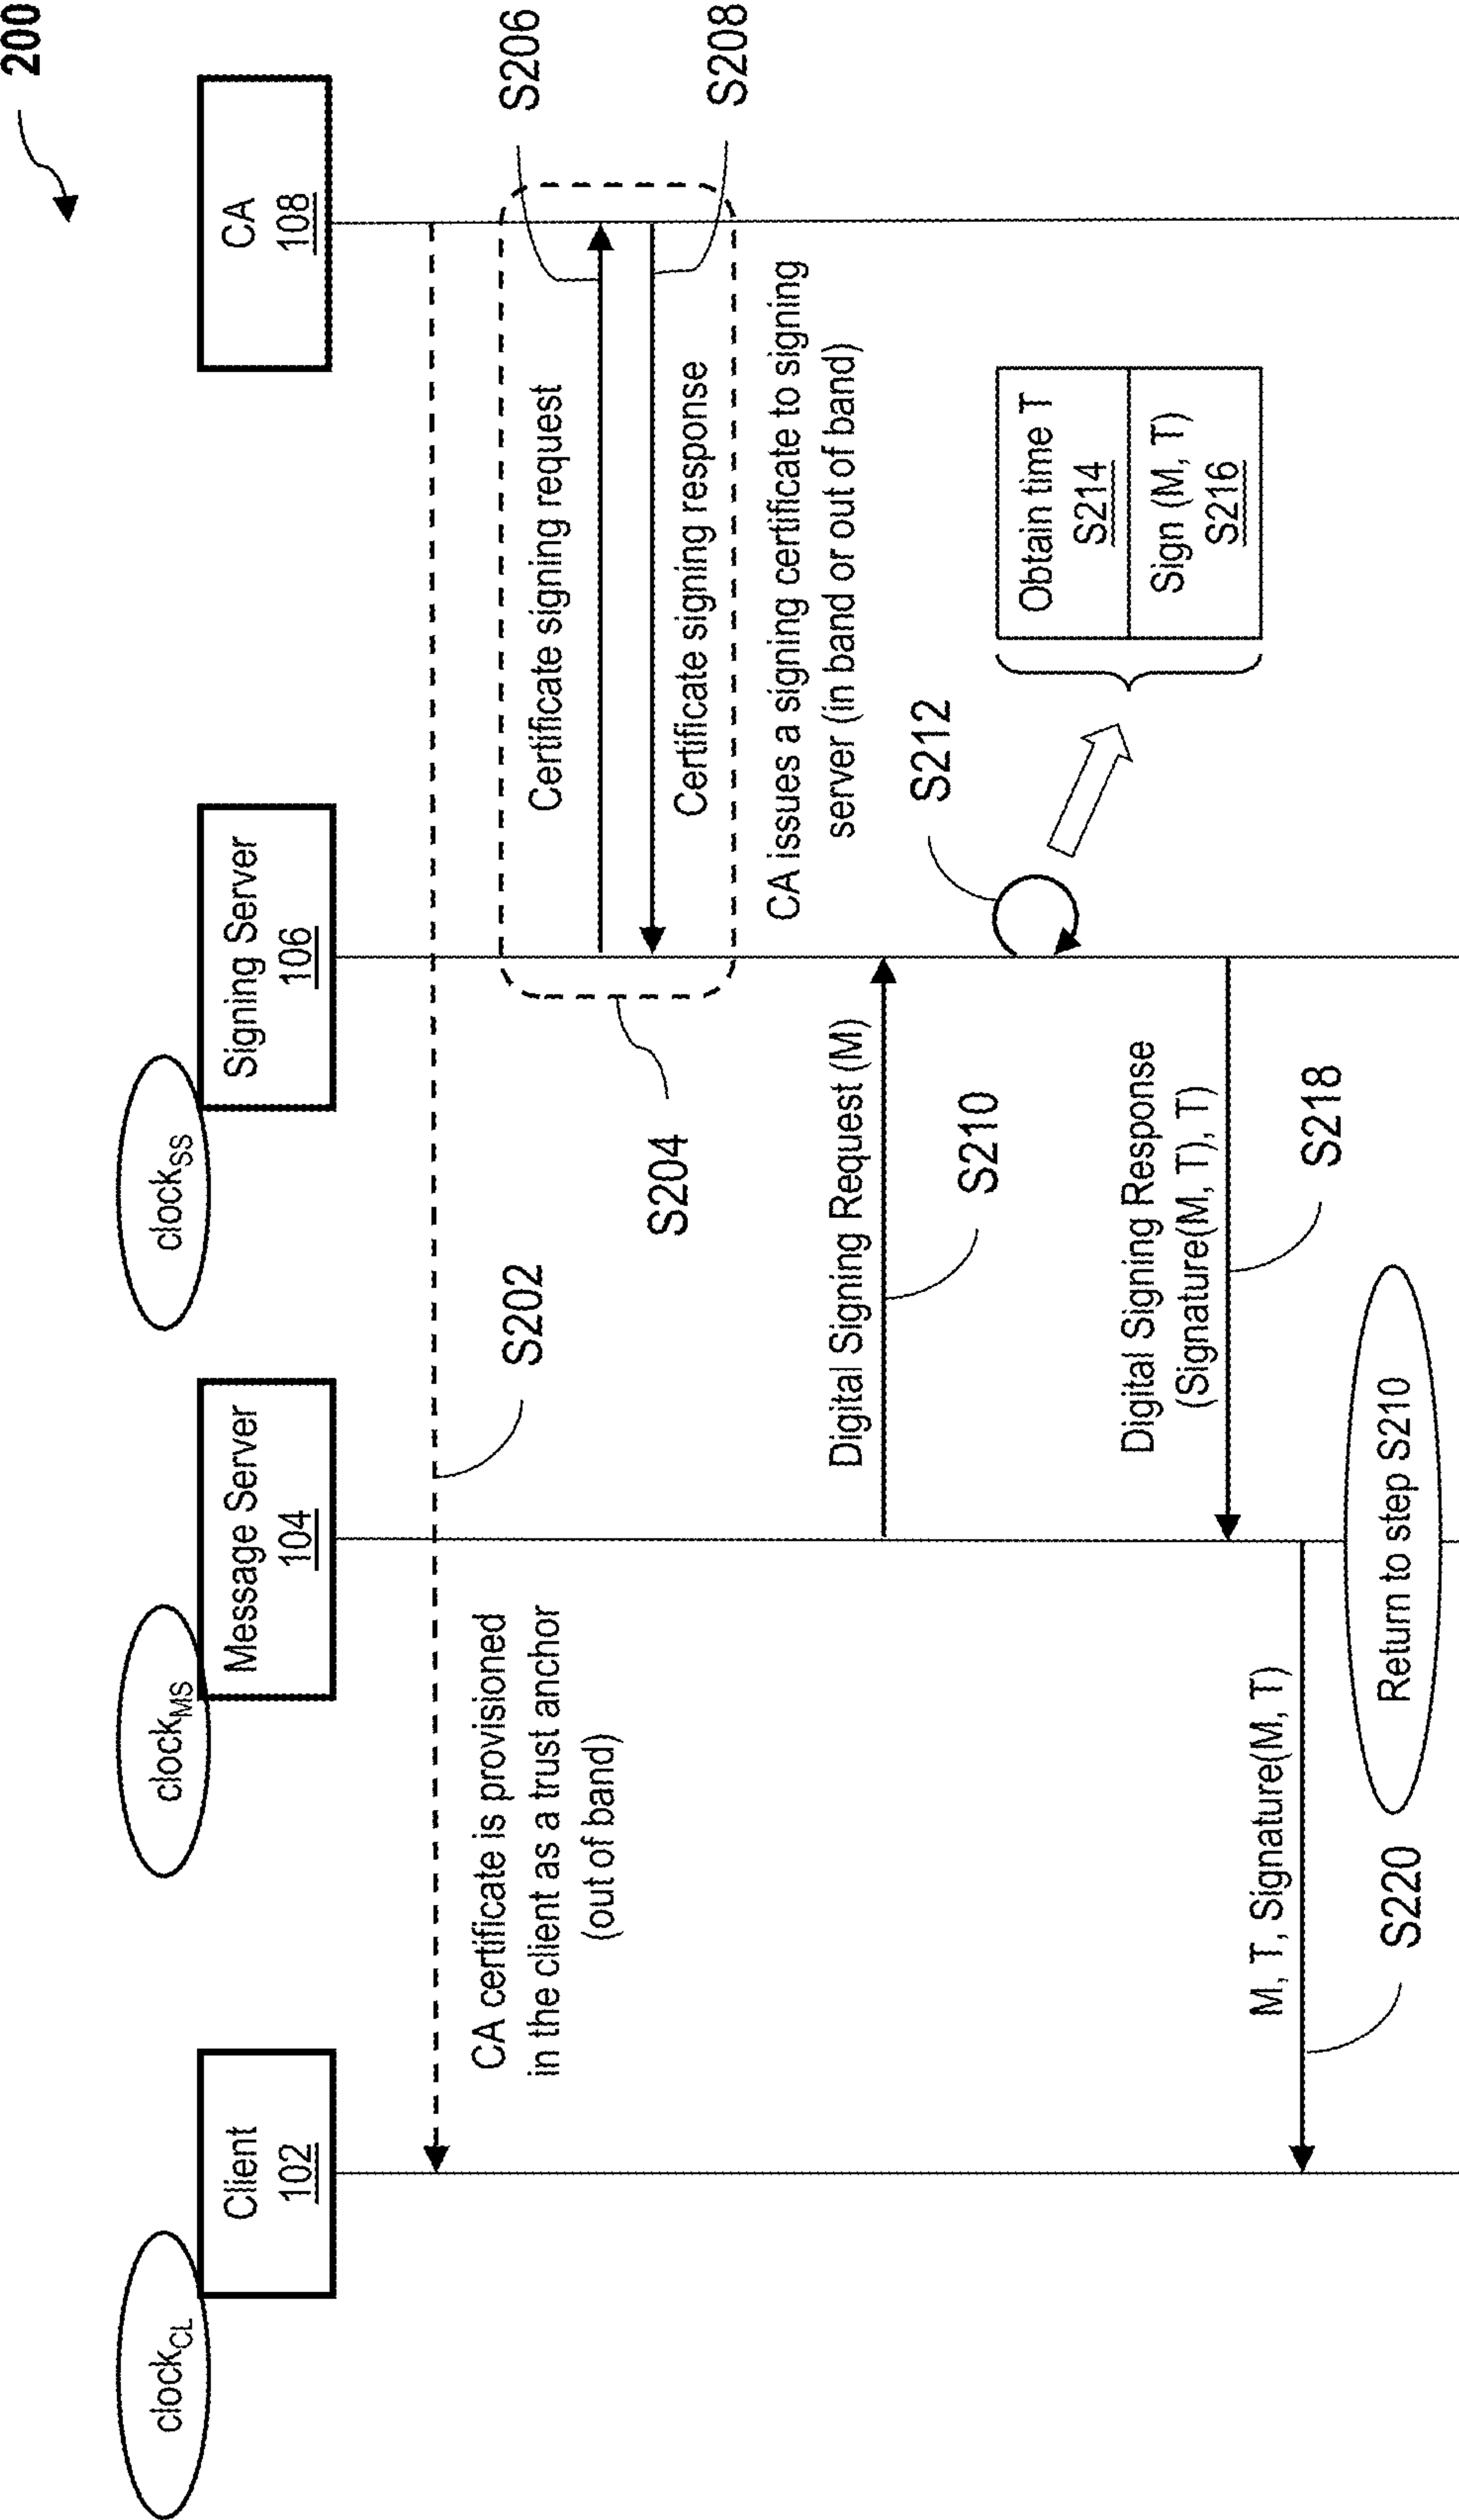 200
clock_CL
clock_MS
clock_SS
Client
102
Message Server
104
Signing Server
106
CA
108
CA certificate is provisioned
in the client as a trust anchor
(out of band)
S202
S204
Certificate signing request
S206
Certificate signing response
S208
CA issues a signing certificate to signing
server (in band or out of band)
Digital Signing Request (M)
S210
S212
Obtain time T
S214
Sign (M, T)
S216
Digital Signing Response
(Signature(M, T), T)
S218
M, T, Signature(M, T)
S220
Return to step S210